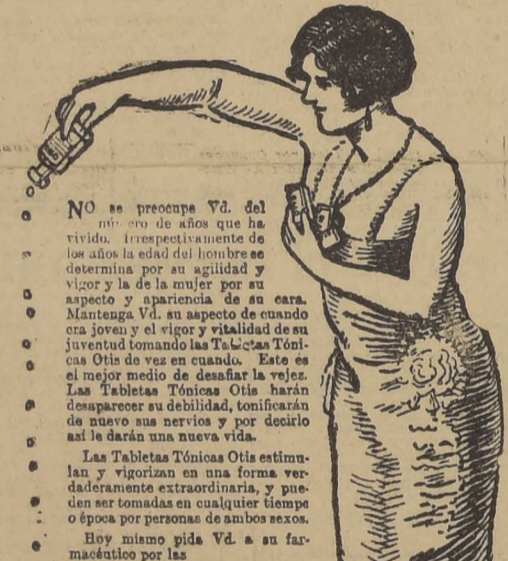 NO se preocupe Vd. del
número de años que ha
vivido. Irrespectivamente de
los años la edad del hombre se
determina por su agilidad y
vigor y la de la mujer por su
aspecto y apariencia de su cara.
Mantenga Vd. su aspecto de cuando
era joven y el vigor y vitalidad de su
juventud tomando las Tabletas Tóni-
cas Otis de vez en cuando. Este és
el mejor medio de desafiar la vejez.
Las Tabletas Tónicas Otis harán
desaparecer su debilidad, tonificarán
de nuevo sus nervios y por decirlo
así le darán una nueva vida.
Las Tabletas Tónicas Otis estimu-
lan y vigorizan en una forma ver-
daderamente extraordinaria, y pue-
den ser tomadas en cualquier tiempo
o época por personas de ambos sexos.
Hoy mismo pida Vd. a su far-
macéutico por las